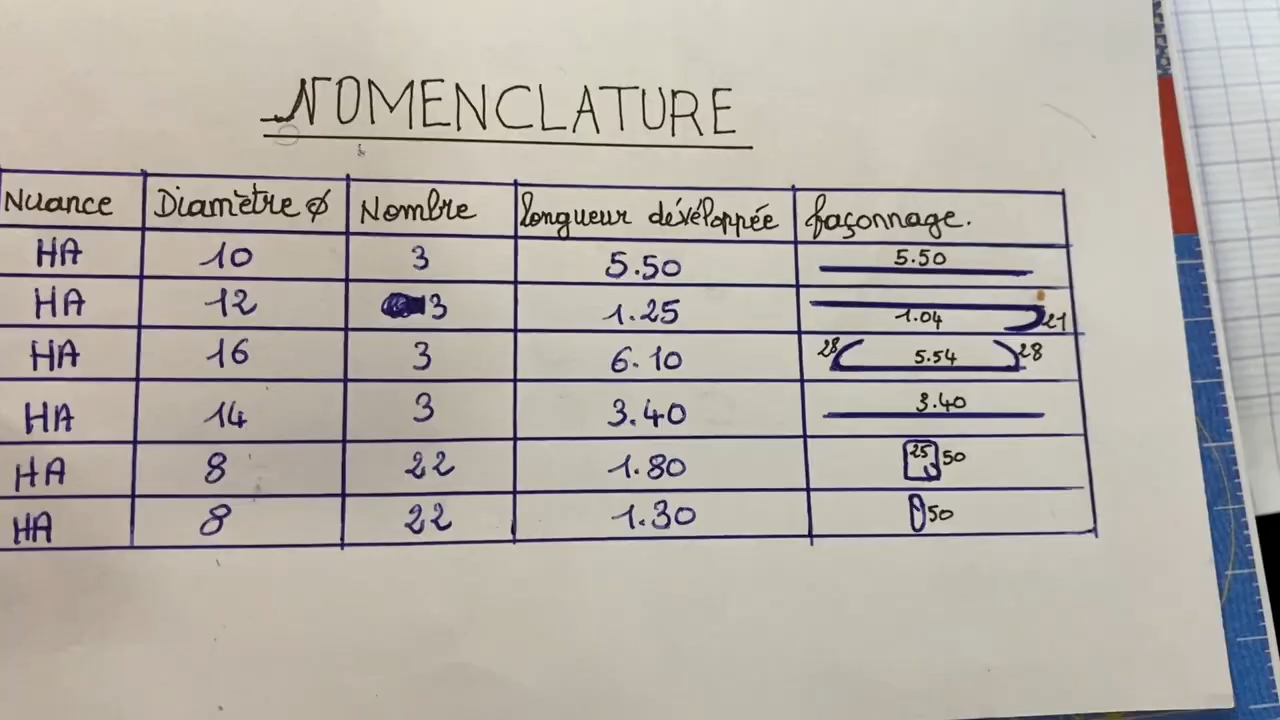 NOMENCLATURE
Nuance Diamètre φ Nombre longueur dévéloppée façonnage.
HA 10 3 5.50 5.50
HA 12 3 1.25 1.04 21
HA 16 3 6.10 28 5.54 28
HA 14 3 3.40 3.40
HA 8 22 1.80 25 50
HA 8 22 1.30 50